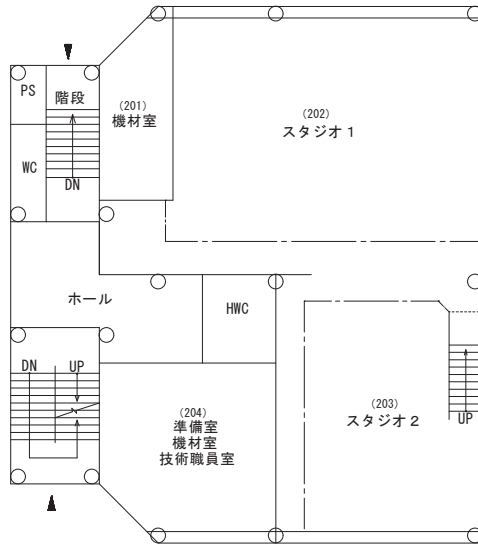 PS
階段
(201)
機材室
(202)
スタジオ1
WC
DN
ホール
HWC
DN
UP
(204)
準備室
機材室
技術職員室
(203)
スタジオ2
UP